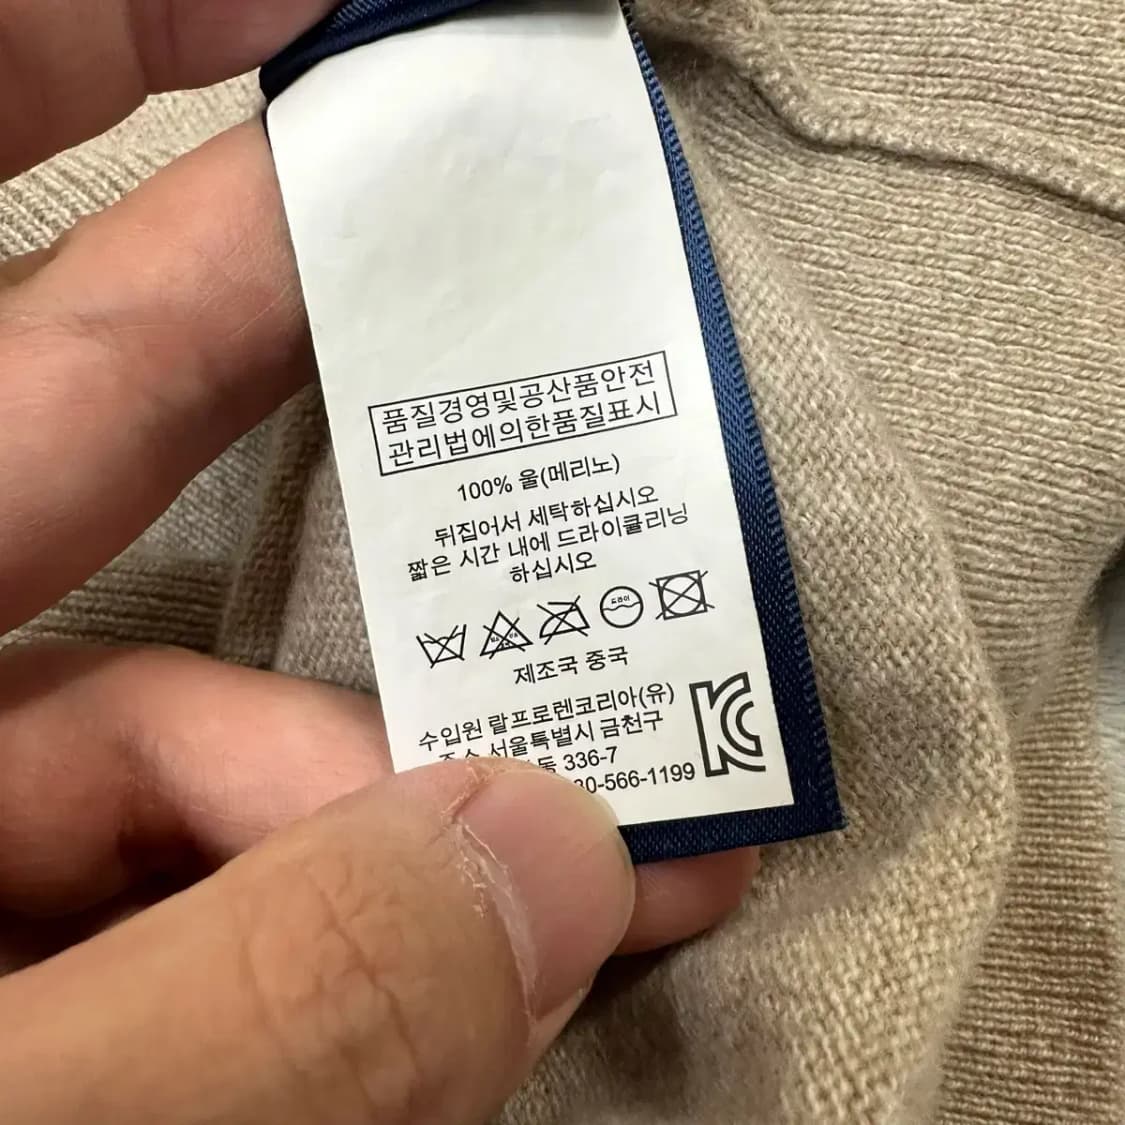 품질경영및공산품안전
관리법에의한품질표시
100% 울(메리노)
뒤집어서 세탁하십시오
짧은 시간 내에 드라이클리닝
하십시오
드라이
제조국 중국
수입원 랄프로렌코리아(유)
서울특별시 금천구
336-7
566-1199
KC